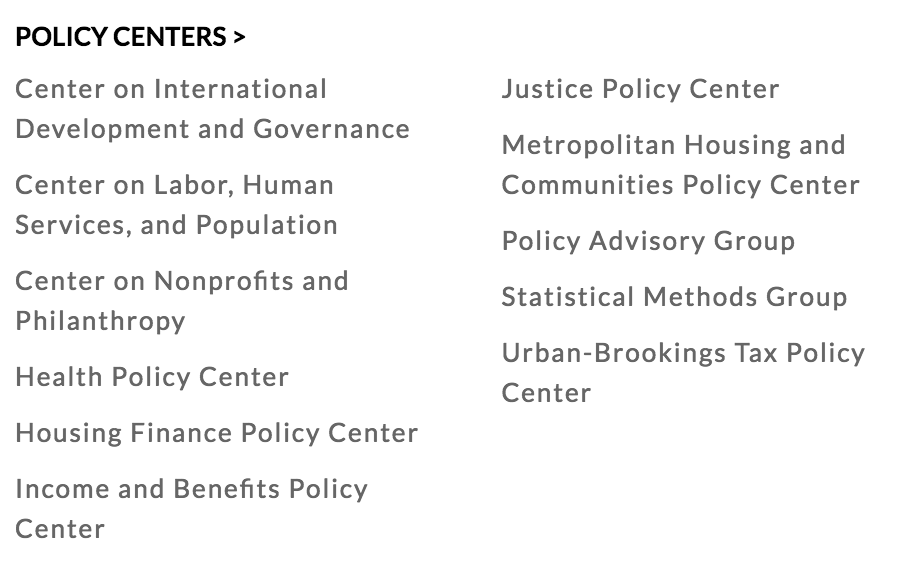 POLICY CENTERS >
Center on International
Development and Governance
Center on Labor, Human
Services, and Population
Center on Nonprofits and
Philanthropy
Health Policy Center
Housing Finance Policy Center
Income and Benefits Policy
Center
Justice Policy Center
Metropolitan Housing and
Communities Policy Center
Policy Advisory Group
Statistical Methods Group
Urban-Brookings Tax Policy
Center